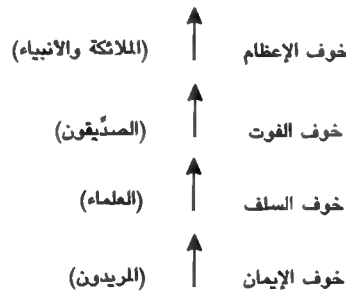 خوف الإعظام (الملائكة والأنبياء)
خوف الفوت (الصدِّيقون)
خوف السلف (العلماء)
خوف الإيمان (المريدون)